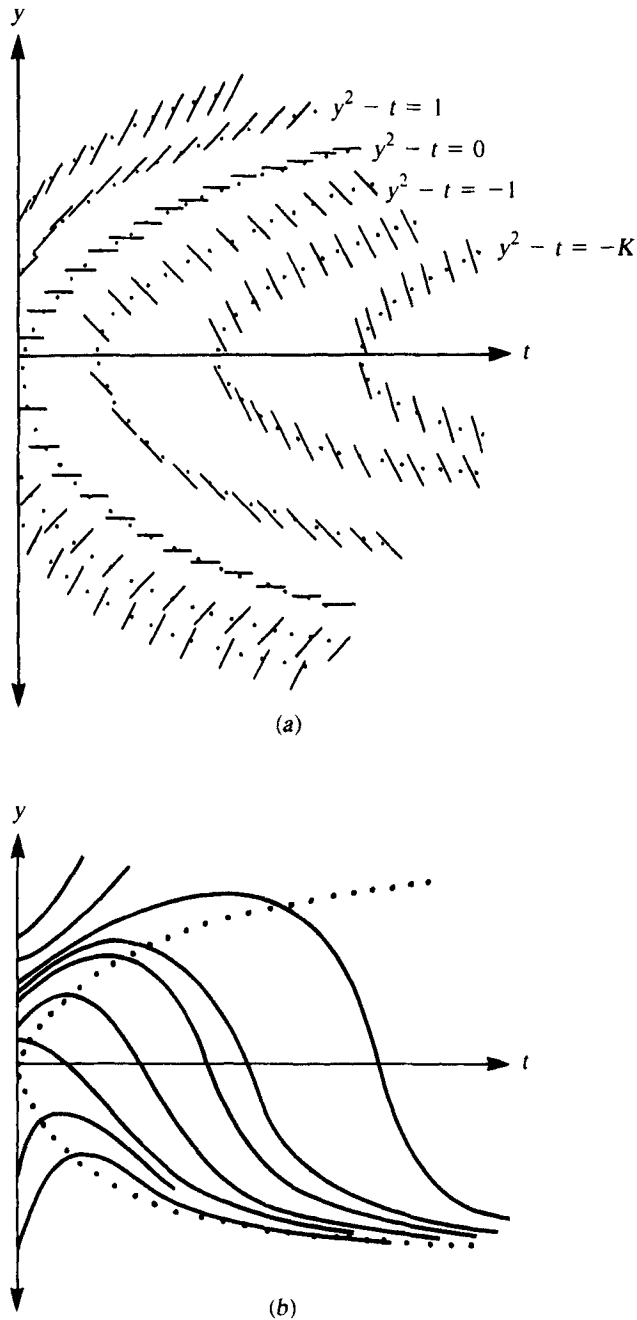 y
y² − t = 1
y² − t = 0
y² − t = −1
y² − t = −K
t
(a)
y
t
(b)